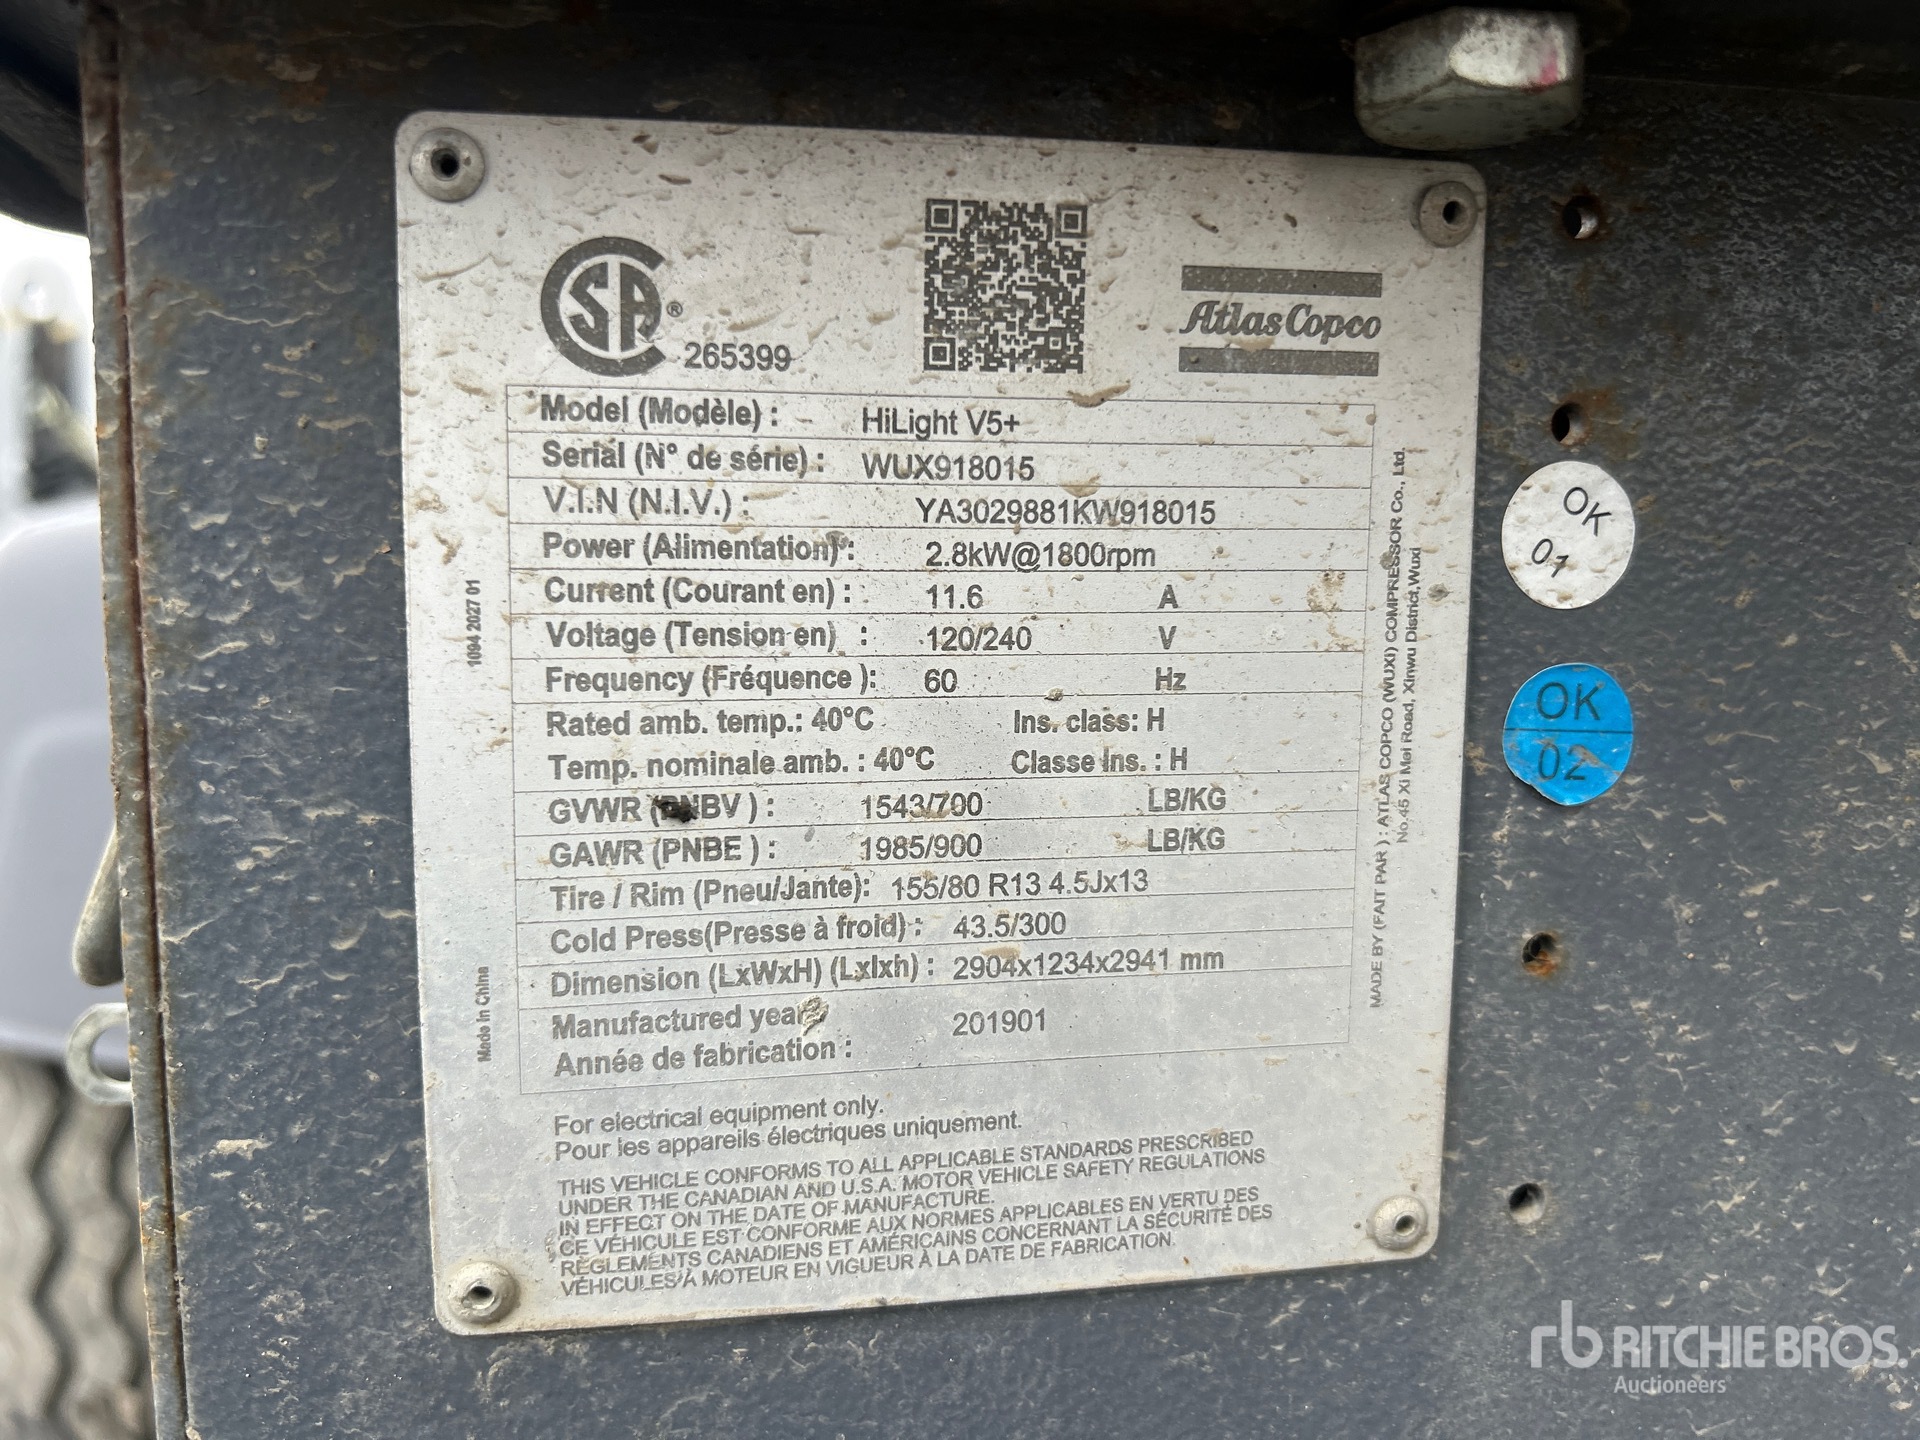 CSA® 265399
Atlas Copco
Model (Modèle) : HiLight V5+
Serial (N° de série) : WUX918015
V.I.N (N.I.V.) : YA3029881KW918015
Power (Alimentation) : 2.8kW@1800rpm
Current (Courant en) : 11.6 A
Voltage (Tension en) : 120/240 V
Frequency (Fréquence ): 60 Hz
Rated amb. temp.: 40°C Ins. class: H
Temp. nominale amb. : 40°C Classe Ins. : H
GVWR (PNBV ) : 1543/700 LB/KG
GAWR (PNBE ) : 1985/900 LB/KG
Tire / Rim (Pneu/Jante): 155/80 R13 4.5Jx13
Cold Press(Presse à froid) : 43.5/300
Dimension (LxWxH) (Lxlxh) : 2904x1234x2941 mm
Manufactured year 201901
Année de fabrication :
For electrical equipment only.
Pour les appareils électriques uniquement.
THIS VEHICLE CONFORMS TO ALL APPLICABLE STANDARDS PRESCRIBED
UNDER THE CANADIAN AND U.S.A. MOTOR VEHICLE SAFETY REGULATIONS
IN EFFECT ON THE DATE OF MANUFACTURE.
CE VÉHICULE EST CONFORME AUX NORMES APPLICABLES EN VERTU DES
RÈGLEMENTS CANADIENS ET AMÉRICAINS CONCERNANT LA SÉCURITÉ DES
VÉHICULES À MOTEUR EN VIGUEUR À LA DATE DE FABRICATION.
1094 2027 01
Made in China
MADE BY (FAIT PAR ) : ATLAS COPCO (WUXI) COMPRESSOR Co., Ltd.
No.45 Xi Mei Road, Xinwu District,Wuxi
OK
07
OK
02
rb RITCHIE BROS.
Auctioneers